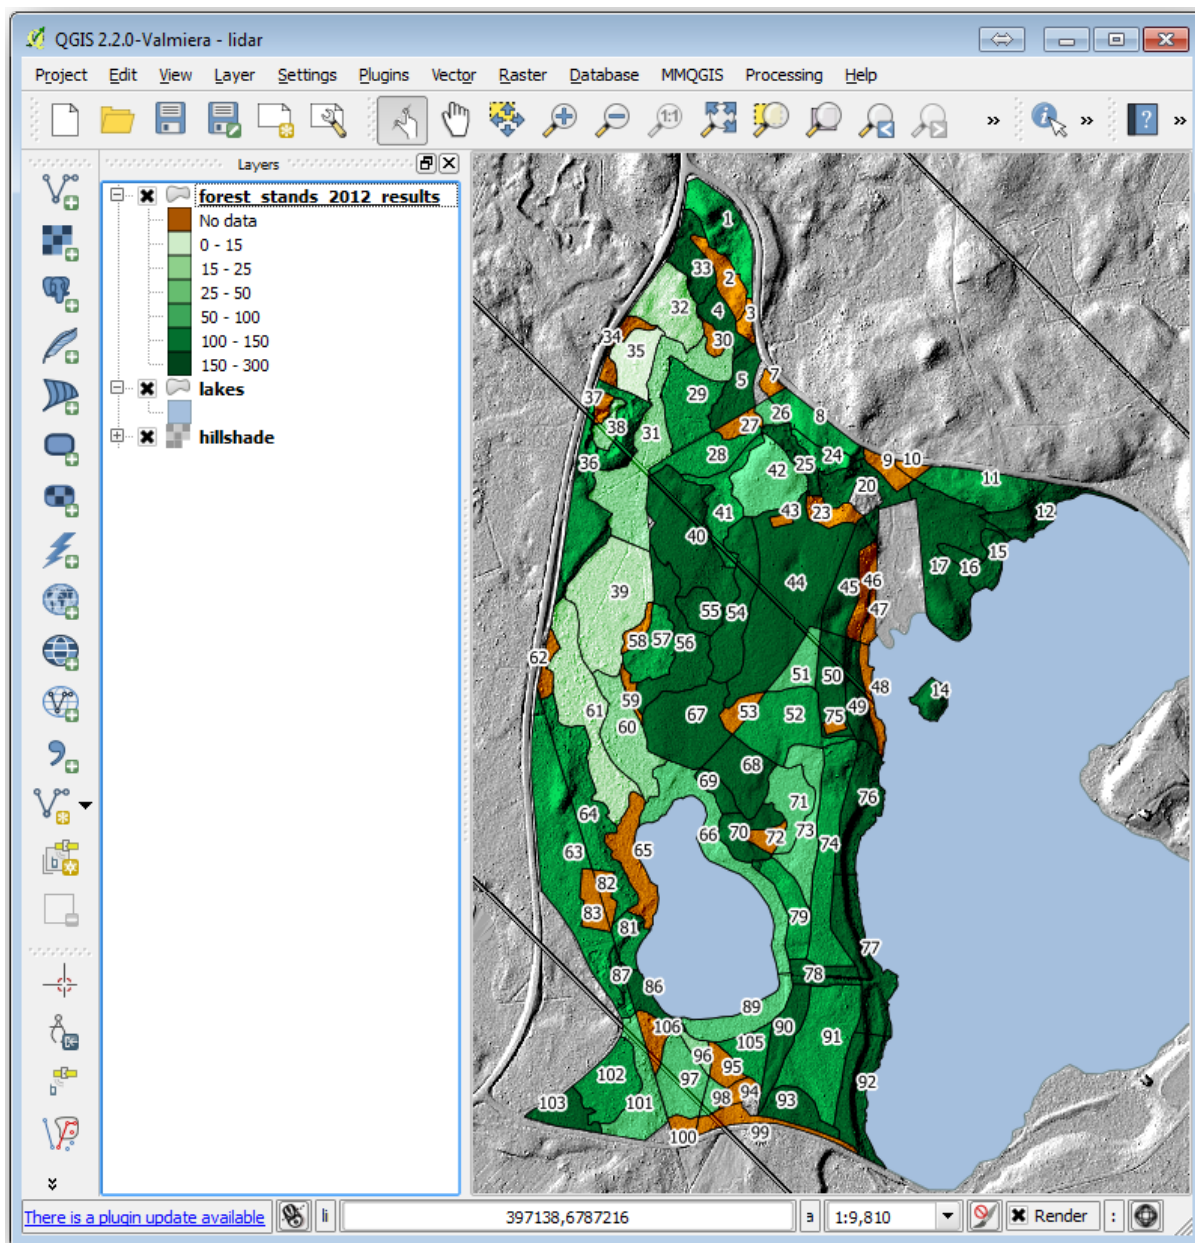 QGIS 2.2.0-Valmiera - lidar
Project Edit View Layer Settings Plugins Vector Raster Database MMQGIS Processing Help
1:1
»
»
?
»
Layers
forest_stands_2012_results
No data
0 - 15
15 - 25
25 - 50
50 - 100
100 - 150
150 - 300
lakes
hillshade
1
33 2
32 4 3
34 35 30
5 7
37 29 26 8
38 31 27
36 28 42 25 24 9 10
20 11
41 43 23 12
40
15
44 45 46 17 16
39 55 54 47
58 57 56
62
51 50 48 14
59
61 60 67 53 52 75 49
68
69 71 76
64
63 65 66 70 72 73 74
82
83 79
81
77
87 86 78
89
106 90 91
105
96
102 97 95 92
103 101 98 94 93
100 99
There is a plugin update available
li
397138,6787216
a
1:9,810
Render
: